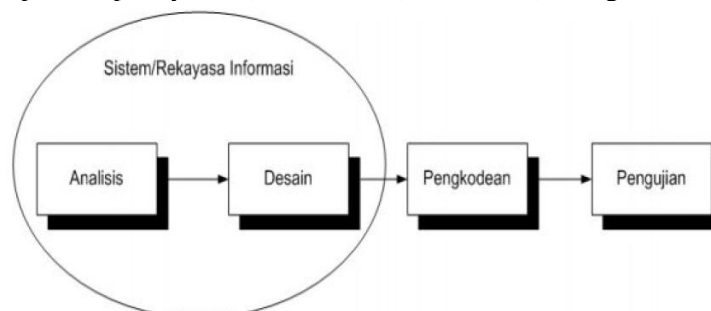 Sistem/Rekayasa Informasi
Analisis
Desain
Pengkodean
Pengujian